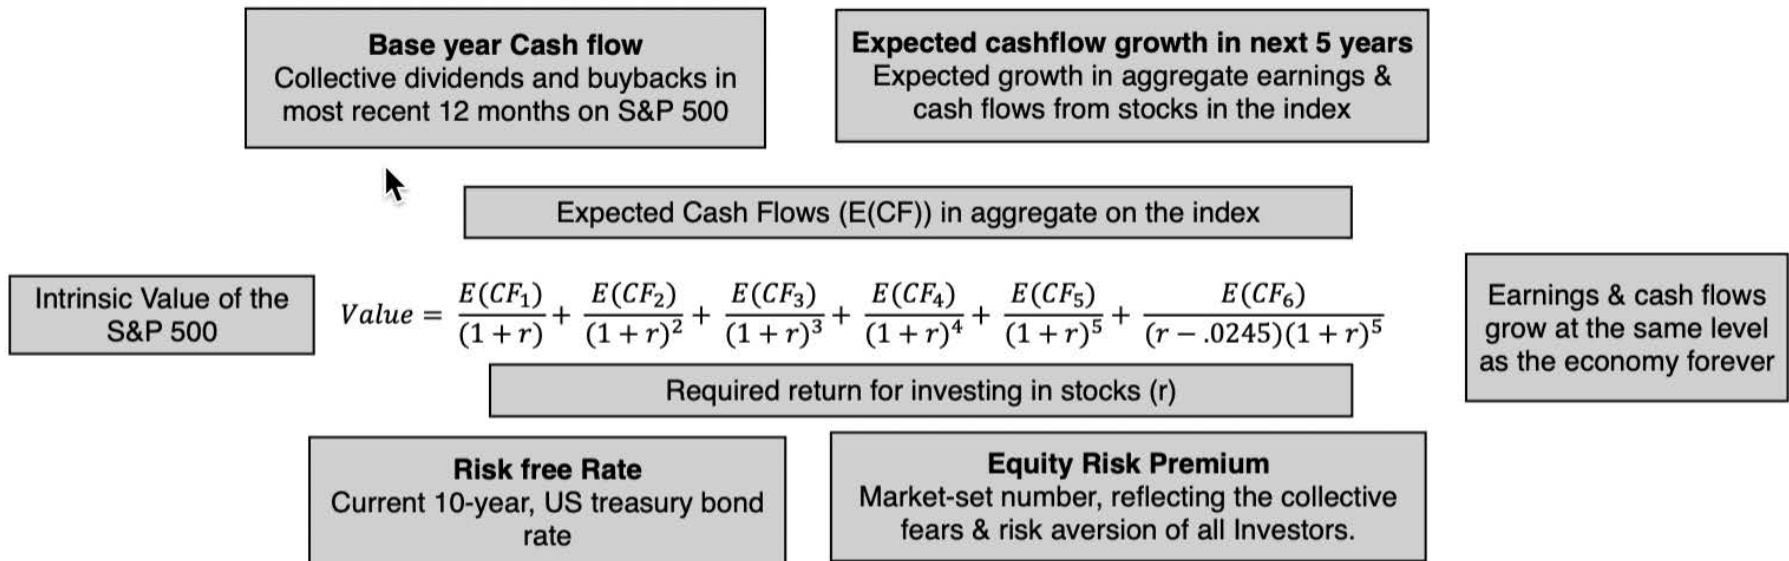 Base year Cash flow
Collective dividends and buybacks in
most recent 12 months on S&P 500
Expected cashflow growth in next 5 years
Expected growth in aggregate earnings &
cash flows from stocks in the index
Expected Cash Flows (E(CF)) in aggregate on the index
Intrinsic Value of the
S&P 500
Value = E(CF₁)/(1 + r) + E(CF₂)/(1 + r)² + E(CF₃)/(1 + r)³ + E(CF₄)/(1 + r)⁴ + E(CF₅)/(1 + r)⁵ + E(CF₆)/(r − .0245)(1 + r)⁵
Earnings & cash flows
grow at the same level
as the economy forever
Required return for investing in stocks (r)
Risk free Rate
Current 10-year, US treasury bond
rate
Equity Risk Premium
Market-set number, reflecting the collective
fears & risk aversion of all Investors.